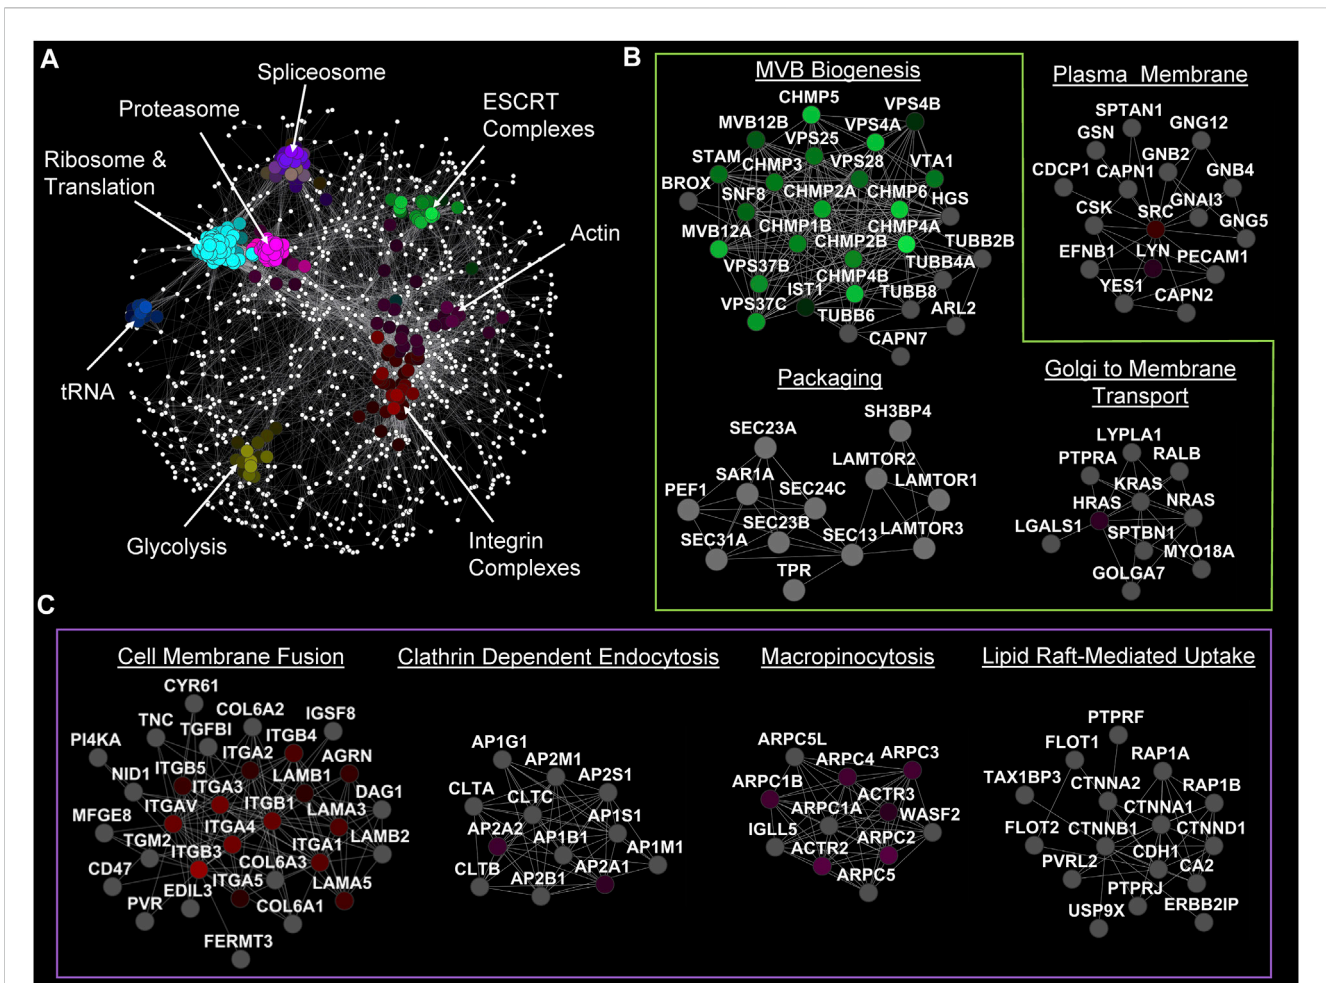 A
Spliceosome
Proteasome
ESCRT
Complexes
Ribosome &
Translation
Actin
tRNA
Glycolysis
Integrin
Complexes
B
MVB Biogenesis
CHMP5
VPS4B
MVB12B
VPS25
VPS4A
STAM
CHMP3
VPS28
VTA1
BROX
SNF8
CHMP2A
CHMP6
HGS
MVB12A
CHMP1B
CHMP4A
CHMP2B
TUBB2B
VPS37B
TUBB4A
CHMP4B
IST1
TUBB8
VPS37C
TUBB6
ARL2
CAPN7
Plasma Membrane
SPTAN1
GNG12
GSN
GNB2
CDCP1
CAPN1
GNB4
CSK
SRC
GNAI3
GNG5
EFNB1
LYN
PECAM1
YES1
CAPN2
Packaging
SH3BP4
SEC23A
LAMTOR2
SAR1A
LAMTOR1
PEF1
SEC24C
SEC23B
LAMTOR3
SEC31A
SEC13
TPR
Golgi to Membrane
Transport
LYPLA1
PTPRA
RALB
KRAS
HRAS
NRAS
LGALS1
SPTBN1
MYO18A
GOLGA7
C
Cell Membrane Fusion
CYR61
TNC
COL6A2
IGSF8
TGFBI
ITGB4
PI4KA
ITGA2
AGRN
NID1
ITGB5
LAMB1
ITGA3
DAG1
ITGAV
ITGB1
LAMA3
MFGE8
ITGA4
LAMB2
TGM2
ITGA1
ITGB3
COL6A3
CD47
EDIL3
ITGA5
LAMA5
PVR
COL6A1
FERMT3
Clathrin Dependent Endocytosis
AP1G1
AP2M1
AP2S1
CLTA
CLTC
AP1S1
AP2A2
AP1B1
AP1M1
CLTB
AP2A1
AP2B1
Macropinocytosis
ARPC5L
ARPC4
ARPC3
ARPC1B
ACTR3
ARPC1A
WASF2
IGLL5
ARPC2
ACTR2
ARPC5
Lipid Raft-Mediated Uptake
PTPRF
FLOT1
RAP1A
TAX1BP3
CTNNA2
RAP1B
CTNNA1
FLOT2
CTNNB1
CTNND1
PVRL2
CDH1
CA2
PTPRJ
USP9X
ERBB2IP